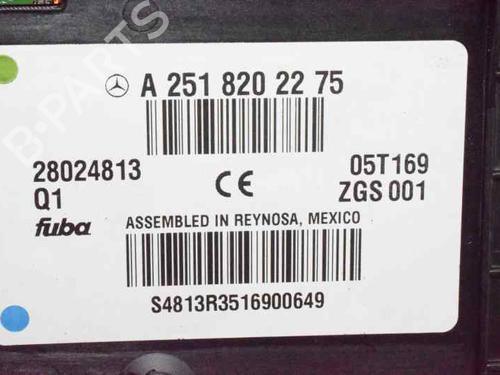 B-PARTS
A 251 820 22 75
28024813
05T169
Q1
CE
ZGS 001
fuba
ASSEMBLED IN REYNOSA, MEXICO
S4813R3516900649